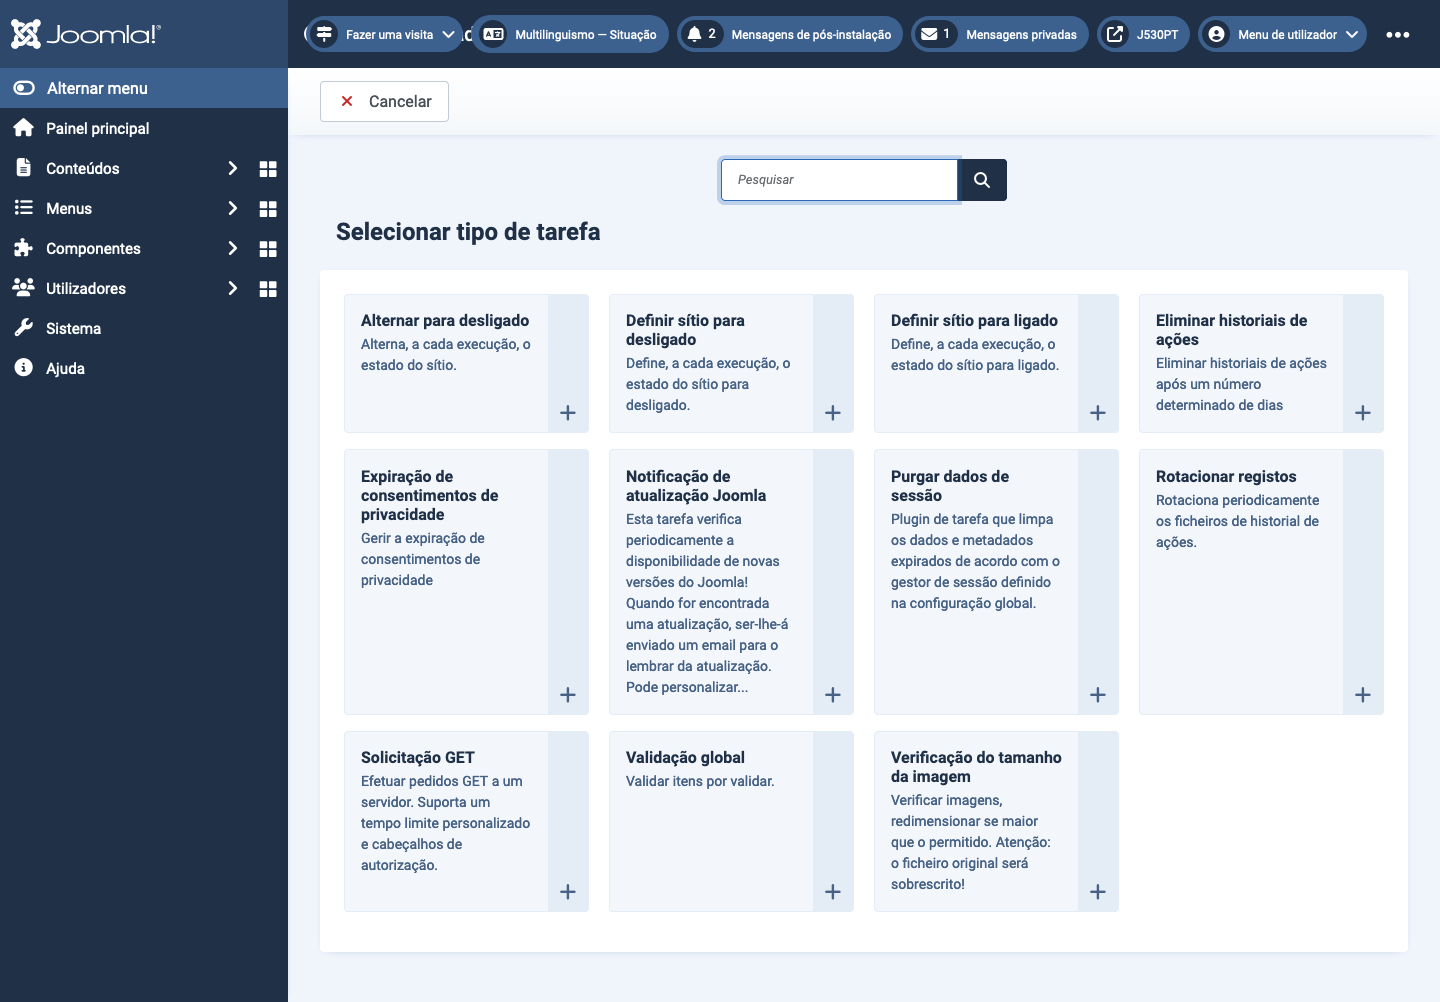 Joomla!
Fazer uma visita
Multilinguismo — Situação
2 Mensagens de pós-instalação
1 Mensagens privadas
J530PT
Menu de utilizador
Alternar menu
Painel principal
Conteúdos
Menus
Componentes
Utilizadores
Sistema
Ajuda
Cancelar
Pesquisar
Selecionar tipo de tarefa
Alternar para desligado
Alterna, a cada execução, o
estado do sítio.
Definir sítio para
desligado
Define, a cada execução, o
estado do sítio para
desligado.
Definir sítio para ligado
Define, a cada execução, o
estado do sítio para ligado.
Eliminar historiais de
ações
Eliminar historiais de ações
após um número
determinado de dias
Expiração de
consentimentos de
privacidade
Gerir a expiração de
consentimentos de
privacidade
Notificação de
atualização Joomla
Esta tarefa verifica
periodicamente a
disponibilidade de novas
versões do Joomla!
Quando for encontrada
uma atualização, ser-lhe-á
enviado um email para o
lembrar da atualização.
Pode personalizar...
Purgar dados de
sessão
Plugin de tarefa que limpa
os dados e metadados
expirados de acordo com o
gestor de sessão definido
na configuração global.
Rotacionar registos
Rotaciona periodicamente
os ficheiros de historial de
ações.
Solicitação GET
Efetuar pedidos GET a um
servidor. Suporta um
tempo limite personalizado
e cabeçalhos de
autorização.
Validação global
Validar itens por validar.
Verificação do tamanho
da imagem
Verificar imagens,
redimensionar se maior
que o permitido. Atenção:
o ficheiro original será
sobrescrito!